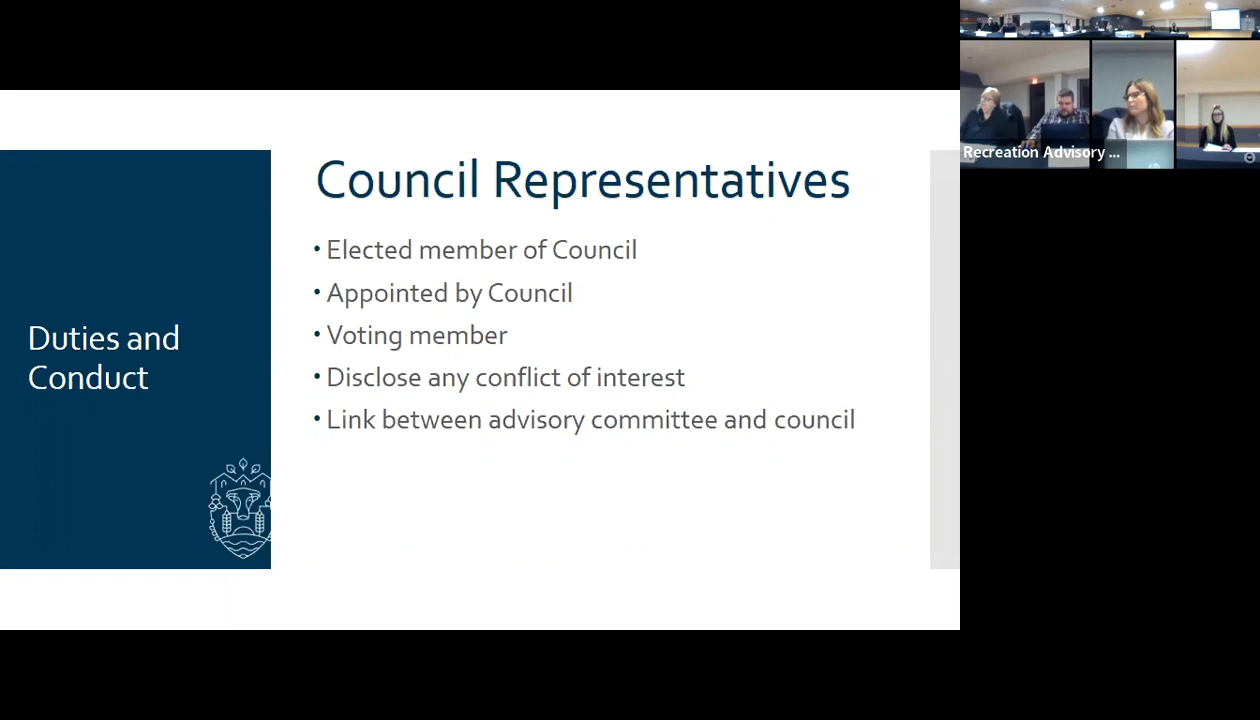 Council Representatives
• Elected member of Council
• Appointed by Council
• Voting member
• Disclose any conflict of interest
• Link between advisory committee and council
Duties and
Conduct
Recreation Advisory ...